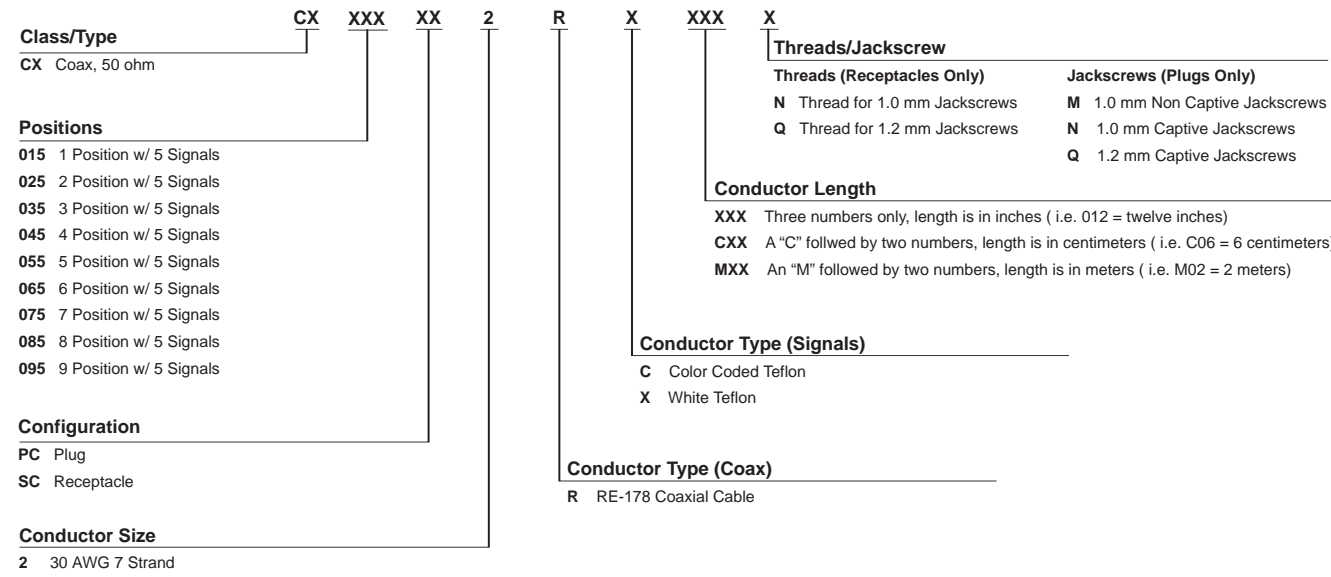 CX XXX XX 2 R X XXX X
Class/Type
CX Coax, 50 ohm
Positions
015 1 Position w/ 5 Signals
025 2 Position w/ 5 Signals
035 3 Position w/ 5 Signals
045 4 Position w/ 5 Signals
055 5 Position w/ 5 Signals
065 6 Position w/ 5 Signals
075 7 Position w/ 5 Signals
085 8 Position w/ 5 Signals
095 9 Position w/ 5 Signals
Configuration
PC Plug
SC Receptacle
Conductor Size
2 30 AWG 7 Strand
Threads/Jackscrew
Threads (Receptacles Only)
N Thread for 1.0 mm Jackscrews
Q Thread for 1.2 mm Jackscrews
Jackscrews (Plugs Only)
M 1.0 mm Non Captive Jackscrews
N 1.0 mm Captive Jackscrews
Q 1.2 mm Captive Jackscrews
Conductor Length
XXX Three numbers only, length is in inches ( i.e. 012 = twelve inches)
CXX A “C” follwed by two numbers, length is in centimeters ( i.e. C06 = 6 centimeters)
MXX An “M” followed by two numbers, length is in meters ( i.e. M02 = 2 meters)
Conductor Type (Signals)
C Color Coded Teflon
X White Teflon
Conductor Type (Coax)
R RE-178 Coaxial Cable